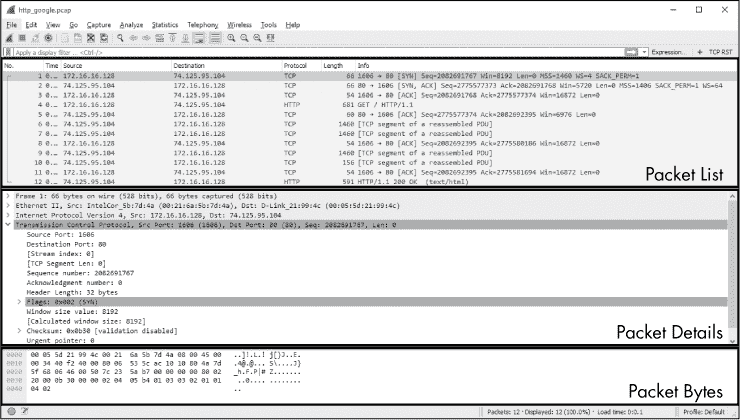 http_google.pcap
File Edit View Go Capture Analyze Statistics Telephony Wireless Tools Help
Apply a display filter ... <Ctrl-/>
Expression... + TCP RST
No. Time Source Destination Protocol Length Info
1 0... 172.16.16.128 74.125.95.104 TCP 66 1606 → 80 [SYN] Seq=2082691767 Win=8192 Len=0 MSS=1460 WS=4 SACK_PERM=1
2 0... 74.125.95.104 172.16.16.128 TCP 66 80 → 1606 [SYN, ACK] Seq=2775577373 Ack=2082691768 Win=5720 Len=0 MSS=1406 SACK_PERM=1 WS=64
3 0... 172.16.16.128 74.125.95.104 TCP 54 1606 → 80 [ACK] Seq=2082691768 Ack=2775577374 Win=16872 Len=0
4 0... 172.16.16.128 74.125.95.104 HTTP 681 GET / HTTP/1.1
5 0... 74.125.95.104 172.16.16.128 TCP 60 80 → 1606 [ACK] Seq=2775577374 Ack=2082692395 Win=6976 Len=0
6 0... 74.125.95.104 172.16.16.128 TCP 1460 [TCP segment of a reassembled PDU]
7 0... 74.125.95.104 172.16.16.128 TCP 1460 [TCP segment of a reassembled PDU]
8 0... 172.16.16.128 74.125.95.104 TCP 54 1606 → 80 [ACK] Seq=2082692395 Ack=2775580186 Win=16872 Len=0
9 0... 74.125.95.104 172.16.16.128 TCP 1460 [TCP segment of a reassembled PDU]
10 0... 74.125.95.104 172.16.16.128 TCP 156 [TCP segment of a reassembled PDU]
11 0... 172.16.16.128 74.125.95.104 TCP 54 1606 → 80 [ACK] Seq=2082692395 Ack=2775581694 Win=16872 Len=0
12 0... 74.125.95.104 172.16.16.128 HTTP 591 HTTP/1.1 200 OK (text/html)
Packet List
Frame 1: 66 bytes on wire (528 bits), 66 bytes captured (528 bits)
Ethernet II, Src: IntelCor_5b:7d:4a (00:21:6a:5b:7d:4a), Dst: D-Link_21:99:4c (00:05:5d:21:99:4c)
Internet Protocol Version 4, Src: 172.16.16.128, Dst: 74.125.95.104
Transmission Control Protocol, Src Port: 1606 (1606), Dst Port: 80 (80), Seq: 2082691767, Len: 0
Source Port: 1606
Destination Port: 80
[Stream index: 0]
[TCP Segment Len: 0]
Sequence number: 2082691767
Acknowledgment number: 0
Header Length: 32 bytes
Flags: 0x002 (SYN)
Window size value: 8192
[Calculated window size: 8192]
Checksum: 0x0b30 [validation disabled]
Urgent pointer: 0
Packet Details
0000 00 05 5d 21 99 4c 00 21 6a 5b 7d 4a 08 00 45 00 ..]!.L.! j[}J..E.
0010 00 34 40 f2 40 00 80 06 53 5c ac 10 10 80 4a 7d .4@.@... S\....J}
0020 5f 68 06 46 00 50 7c 23 5a b7 00 00 00 00 80 02 _h.F.P|# Z.......
0030 20 00 0b 30 00 00 02 04 05 b4 01 03 03 02 01 01 ..0.... ........
0040 04 02 ..
Packet Bytes
Packets: 12 · Displayed: 12 (100.0%) · Load time: 0:0.1 Profile: Default